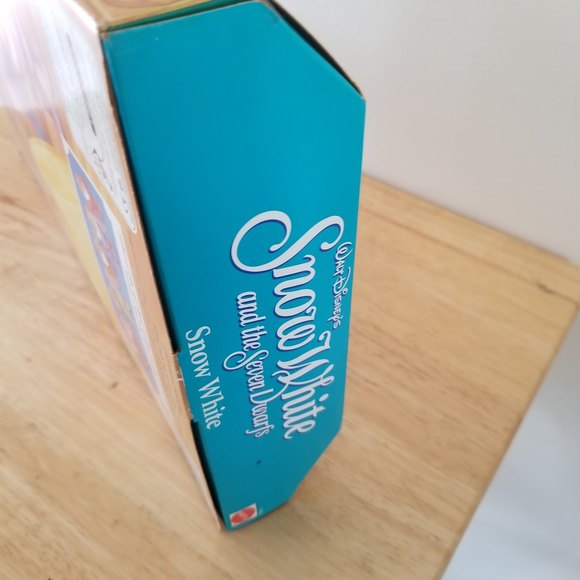 Walt Disney's
Snow White
and the Seven Dwarfs
Snow White